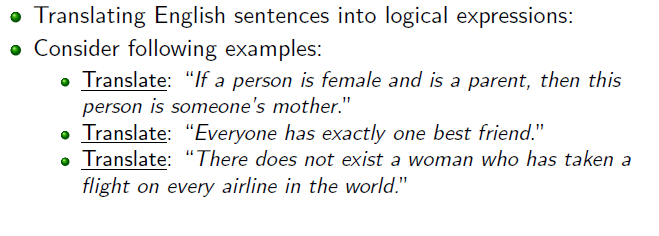 Translating English sentences into logical expressions:
Consider following examples:
Translate: “If a person is female and is a parent, then this
person is someone's mother.”
Translate: “Everyone has exactly one best friend.”
Translate: “There does not exist a woman who has taken a
flight on every airline in the world.”